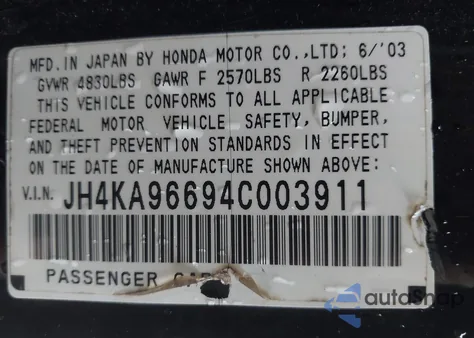 MFD. IN JAPAN BY HONDA MOTOR CO.,LTD; 6/'03
GVWR 4830LBS GAWR F 2570LBS R 2260LBS
THIS VEHICLE CONFORMS TO ALL APPLICABLE
FEDERAL MOTOR VEHICLE SAFETY, BUMPER,
AND THEFT PREVENTION STANDARDS IN EFFECT
ON THE DATE OF MANUFACTURE SHOWN ABOVE:
V.I.N. JH4KA96694C003911
PASSENGER
autoSnap